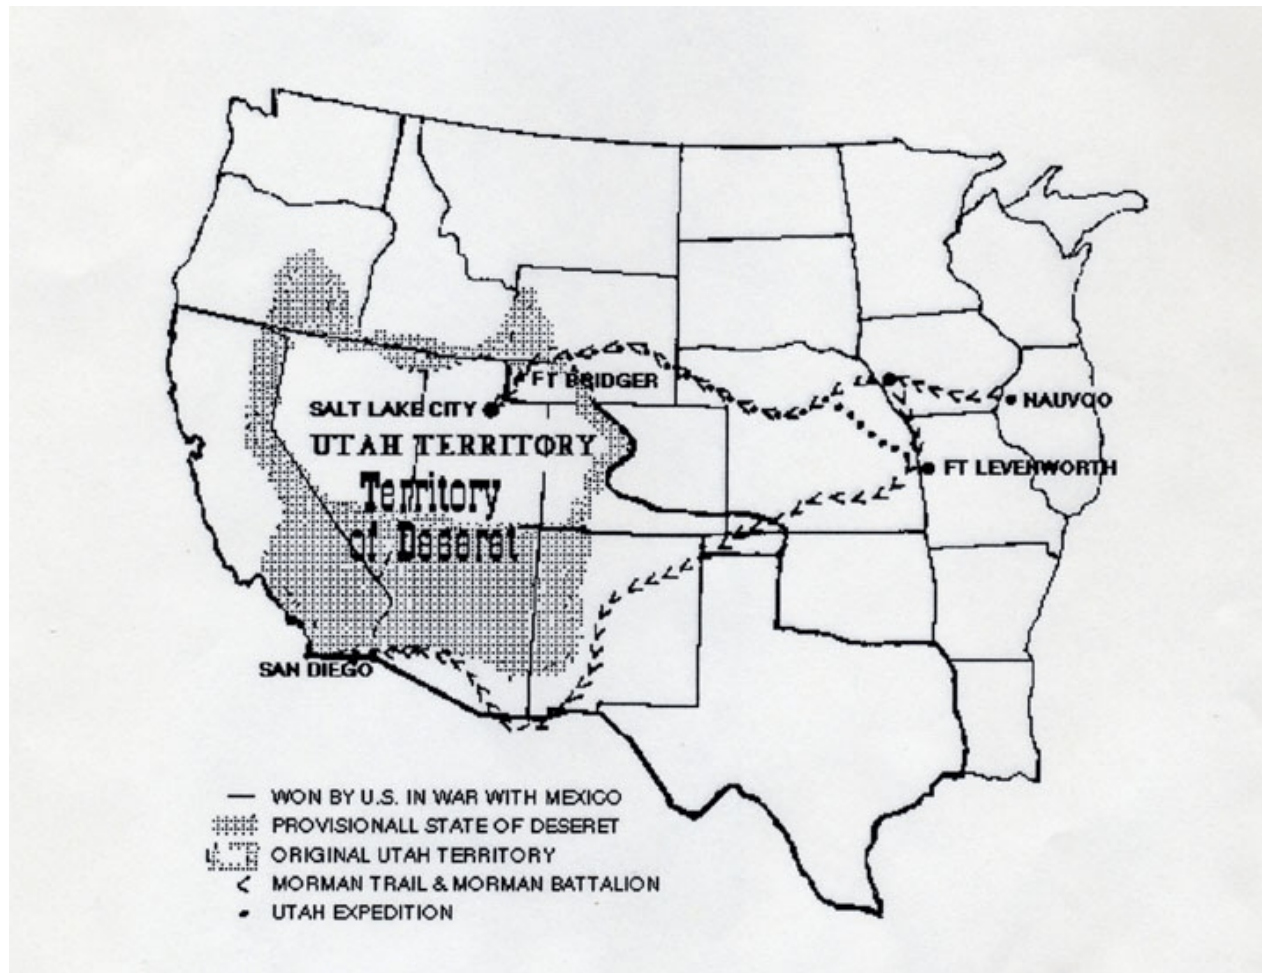 FT BRIDGER
SALT LAKE CITY
NAUVOO
UTAH TERRITORY
FT LEVENWORTH
Territory
of Deseret
SAN DIEGO
WON BY U.S. IN WAR WITH MEXICO
PROVISIONALL STATE OF DESERET
ORIGINAL UTAH TERRITORY
MORMAN TRAIL & MORMAN BATTALION
UTAH EXPEDITION